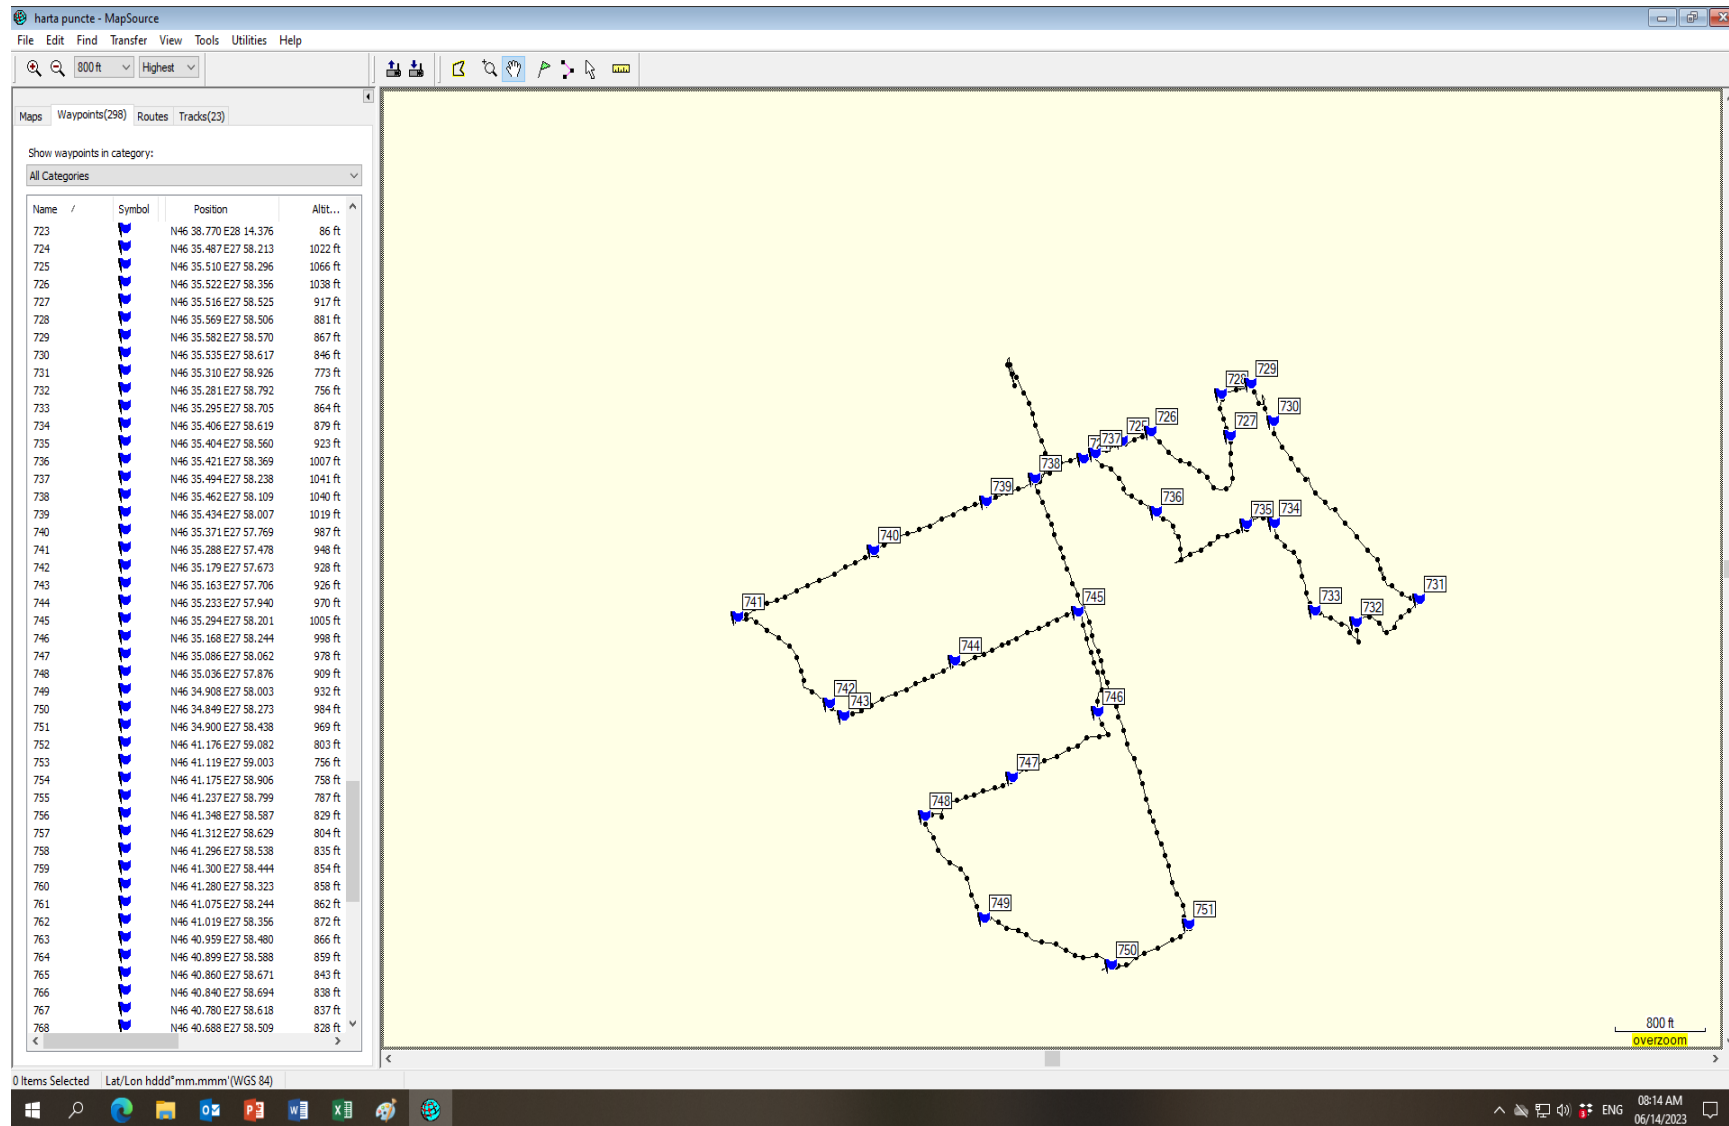 harta puncte - MapSource
File Edit Find Transfer View Tools Utilities Help
800 ft Highest
Maps Waypoints(298) Routes Tracks(23)
Show waypoints in category:
All Categories
Name / Symbol Position Altit...
723 N46 38.770 E28 14.376 86 ft
724 N46 35.487 E27 58.213 1022 ft
725 N46 35.510 E27 58.296 1066 ft
726 N46 35.522 E27 58.356 1038 ft
727 N46 35.516 E27 58.525 917 ft
728 N46 35.569 E27 58.506 881 ft
729 N46 35.582 E27 58.570 867 ft
730 N46 35.535 E27 58.617 846 ft
731 N46 35.310 E27 58.926 773 ft
732 N46 35.281 E27 58.792 756 ft
733 N46 35.295 E27 58.705 864 ft
734 N46 35.406 E27 58.619 879 ft
735 N46 35.404 E27 58.560 923 ft
736 N46 35.421 E27 58.369 1007 ft
737 N46 35.494 E27 58.238 1041 ft
738 N46 35.462 E27 58.109 1040 ft
739 N46 35.434 E27 58.007 1019 ft
740 N46 35.371 E27 57.769 987 ft
741 N46 35.288 E27 57.478 948 ft
742 N46 35.179 E27 57.673 928 ft
743 N46 35.163 E27 57.706 926 ft
744 N46 35.233 E27 57.940 970 ft
745 N46 35.294 E27 58.201 1005 ft
746 N46 35.168 E27 58.244 998 ft
747 N46 35.086 E27 58.062 978 ft
748 N46 35.036 E27 57.876 909 ft
749 N46 34.908 E27 58.003 932 ft
750 N46 34.849 E27 58.273 984 ft
751 N46 34.900 E27 58.438 969 ft
752 N46 41.176 E27 59.082 803 ft
753 N46 41.119 E27 59.003 756 ft
754 N46 41.175 E27 58.906 758 ft
755 N46 41.237 E27 58.799 787 ft
756 N46 41.348 E27 58.587 829 ft
757 N46 41.312 E27 58.629 804 ft
758 N46 41.296 E27 58.538 835 ft
759 N46 41.300 E27 58.444 854 ft
760 N46 41.280 E27 58.323 858 ft
761 N46 41.075 E27 58.244 862 ft
762 N46 41.019 E27 58.356 872 ft
763 N46 40.959 E27 58.480 866 ft
764 N46 40.899 E27 58.588 859 ft
765 N46 40.860 E27 58.671 843 ft
766 N46 40.840 E27 58.694 838 ft
767 N46 40.780 E27 58.618 837 ft
768 N46 40.688 E27 58.509 828 ft
729
728
730
726
725
727
737
738
739
736
735 734
740
731
741
745
733
732
744
742
743
746
747
748
749
751
750
800 ft
overzoom
0 Items Selected Lat/Lon hddd°mm.mmm'(WGS 84)
ENG
08:14 AM
06/14/2023